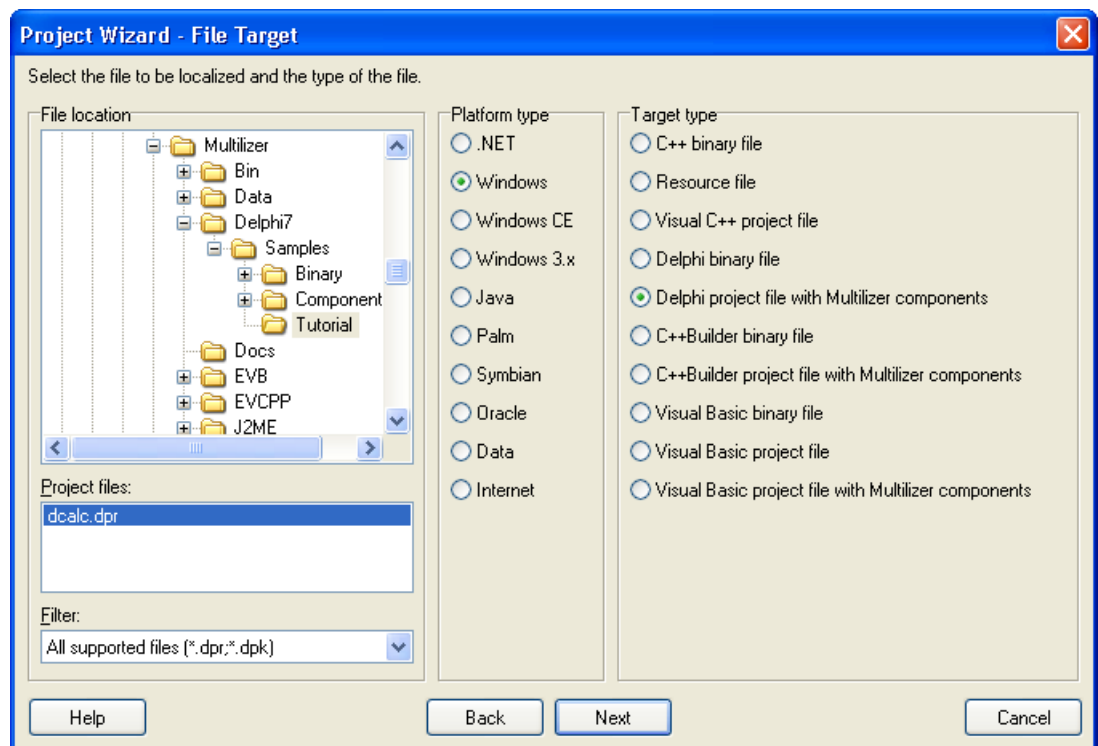 Project Wizard - File Target
Select the file to be localized and the type of the file.
File location
Multilizer
Bin
Data
Delphi7
Samples
Binary
Component
Tutorial
Docs
EVB
EVCPP
J2ME
Project files:
dcalc.dpr
Filter:
All supported files (*.dpr;*.dpk)
Platform type
.NET
Windows
Windows CE
Windows 3.x
Java
Palm
Symbian
Oracle
Data
Internet
Target type
C++ binary file
Resource file
Visual C++ project file
Delphi binary file
Delphi project file with Multilizer components
C++Builder binary file
C++Builder project file with Multilizer components
Visual Basic binary file
Visual Basic project file
Visual Basic project file with Multilizer components
Help
Back
Next
Cancel